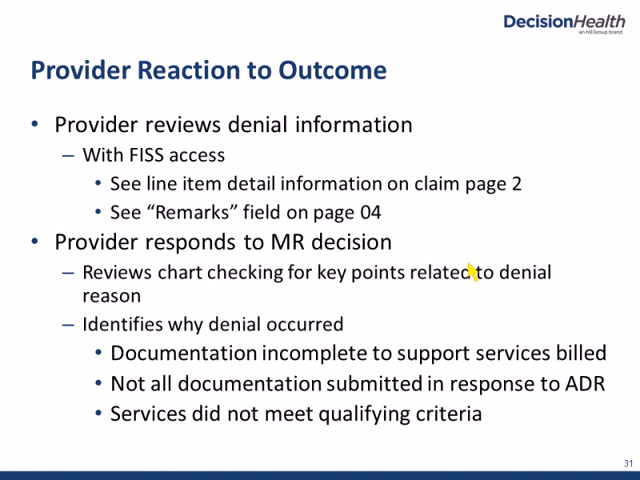 DecisionHealth
an H3.Group brand
Provider Reaction to Outcome
• Provider reviews denial information
– With FISS access
• See line item detail information on claim page 2
• See “Remarks” field on page 04
• Provider responds to MR decision
– Reviews chart checking for key points related to denial
reason
– Identifies why denial occurred
• Documentation incomplete to support services billed
• Not all documentation submitted in response to ADR
• Services did not meet qualifying criteria
31